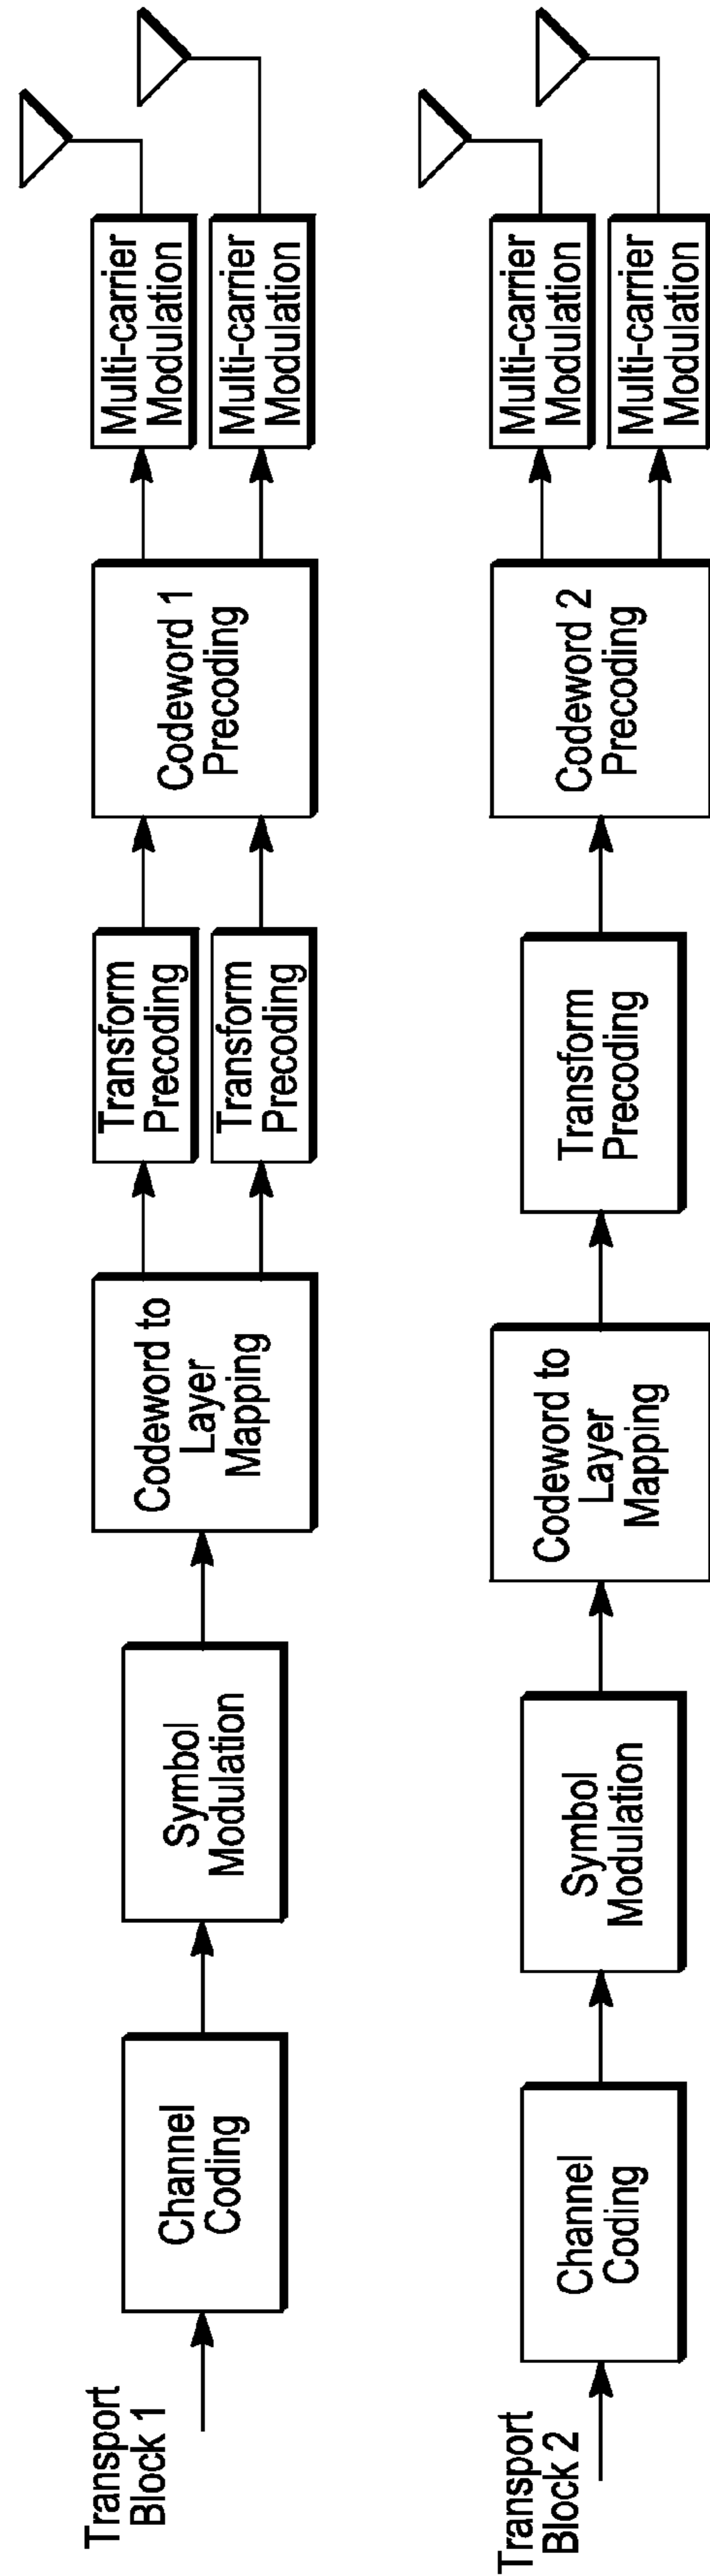 Transport
Block 1
Channel
Coding
Symbol
Modulation
Codeword to
Layer
Mapping
Transform
Precoding
Transform
Precoding
Codeword 1
Precoding
Multi-carrier
Modulation
Multi-carrier
Modulation
Transport
Block 2
Channel
Coding
Symbol
Modulation
Codeword to
Layer
Mapping
Transform
Precoding
Codeword 2
Precoding
Multi-carrier
Modulation
Multi-carrier
Modulation